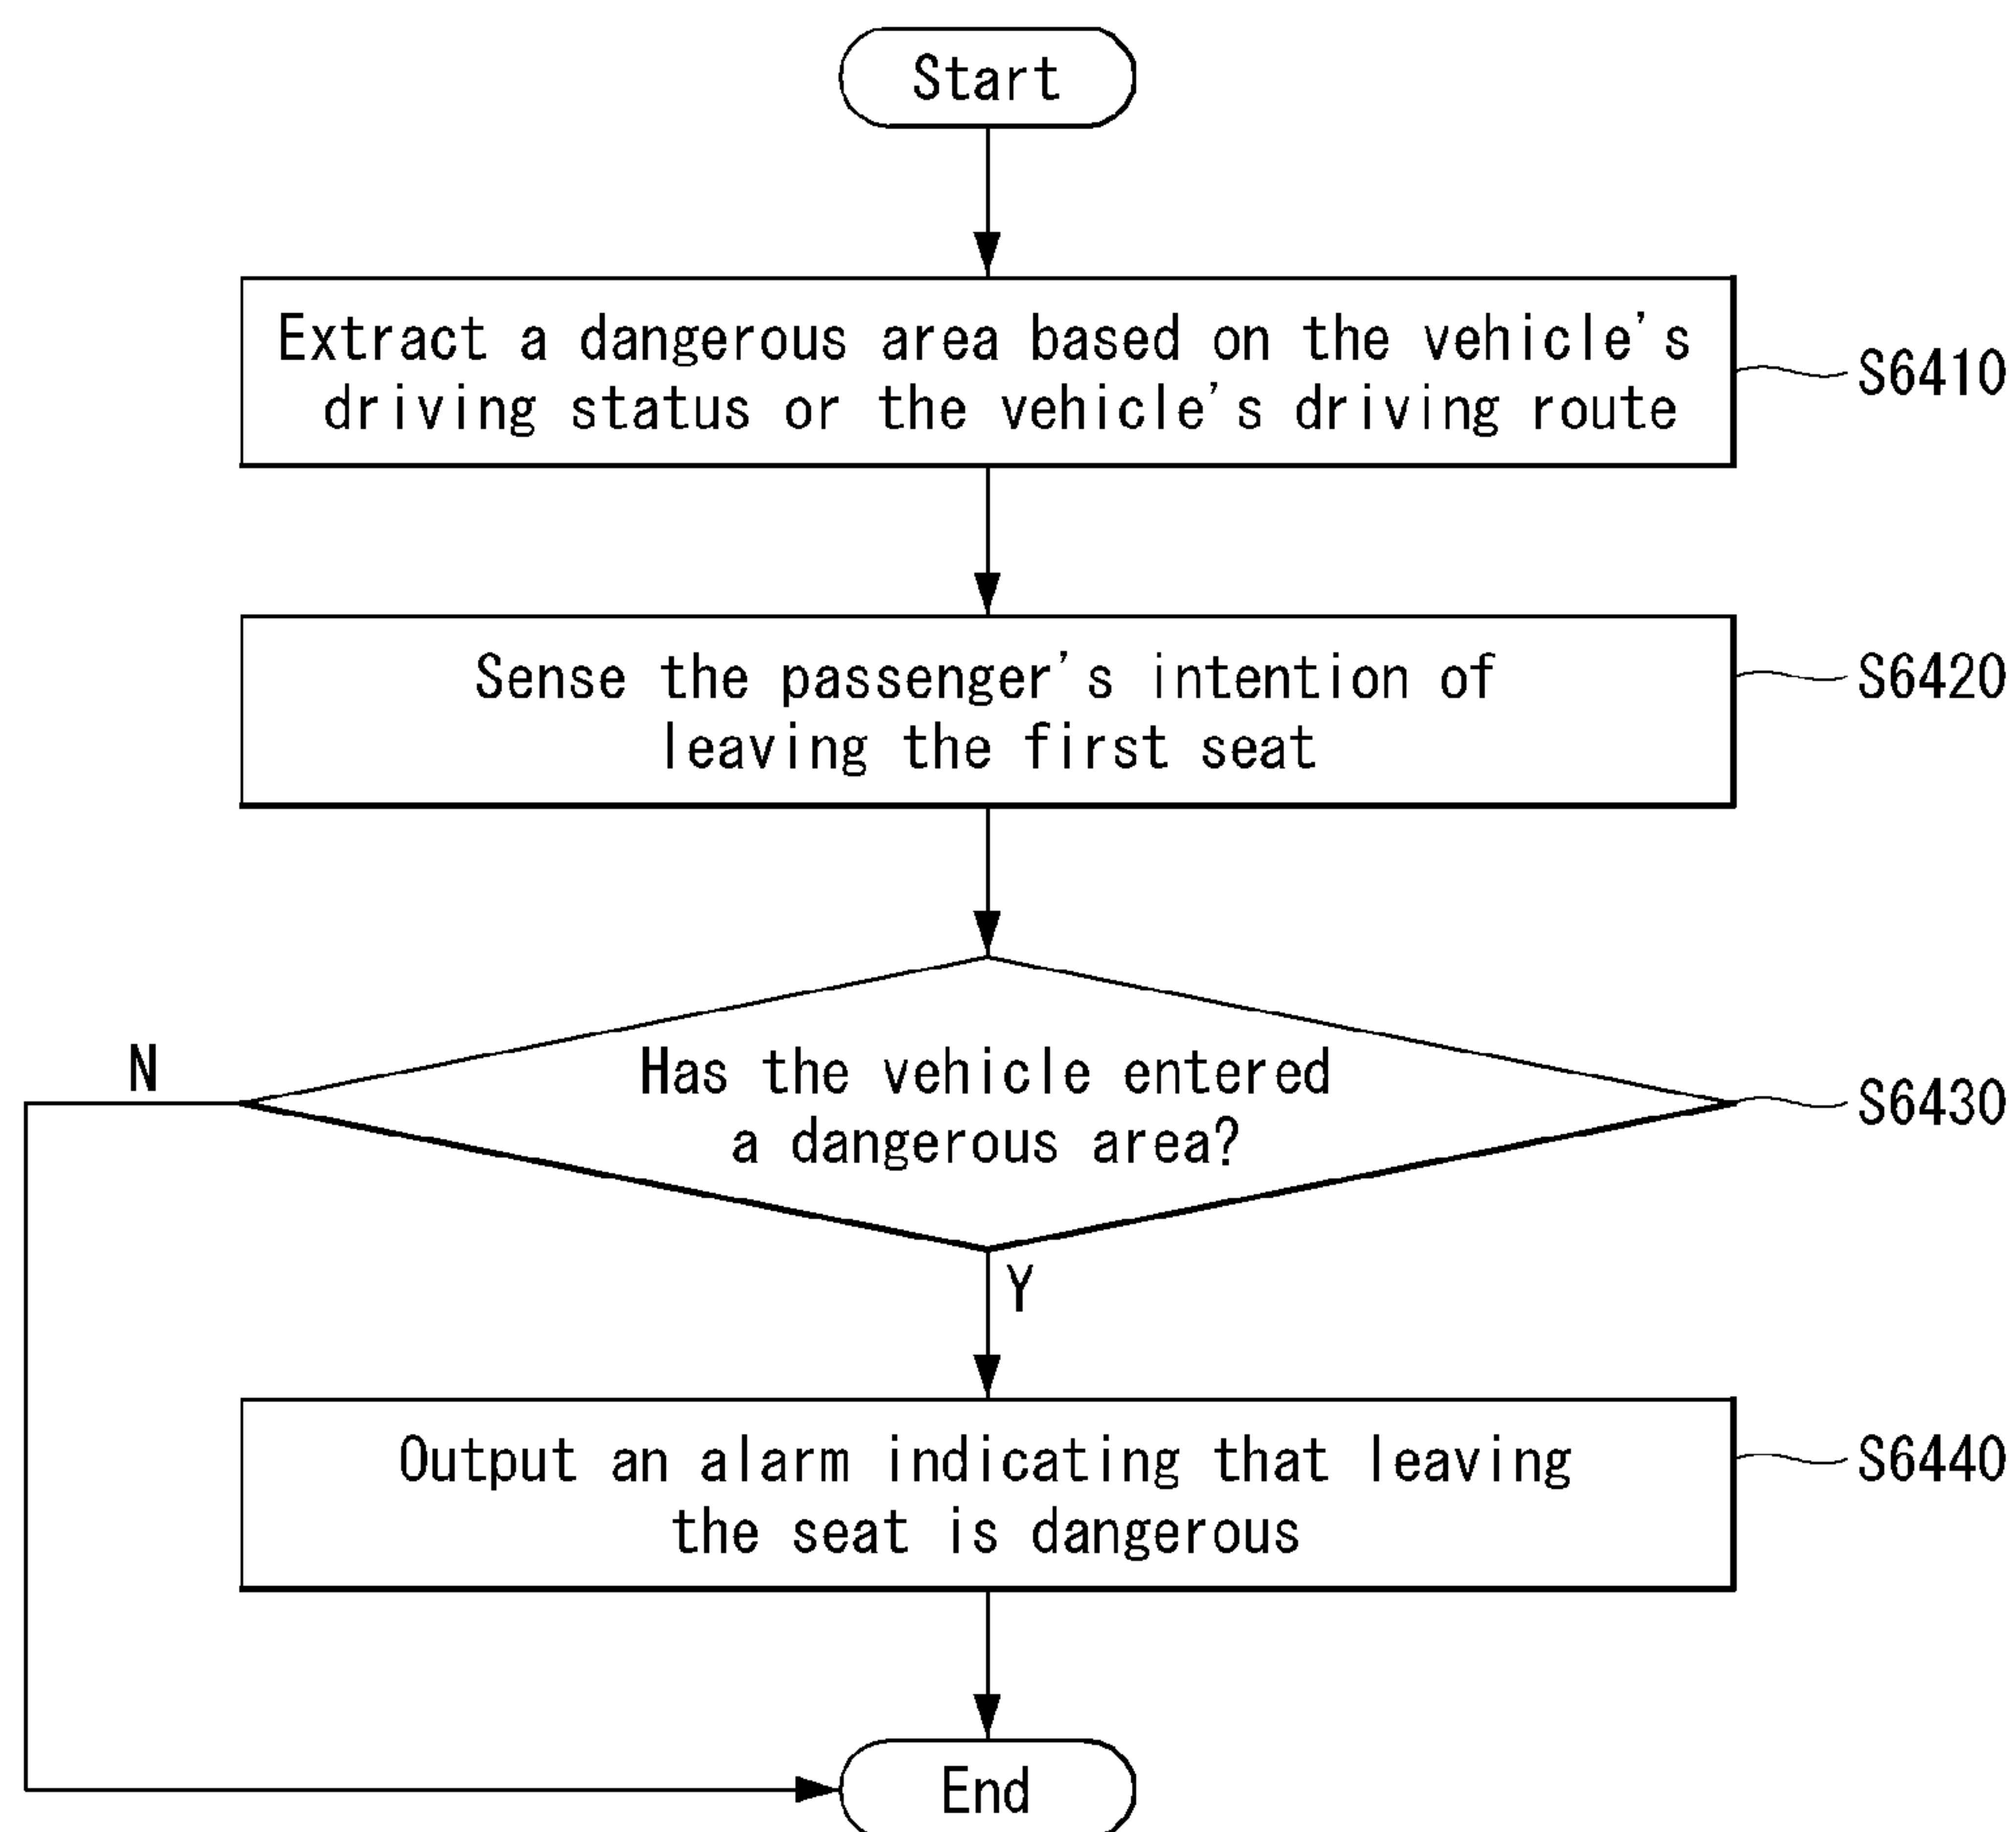 Start
Extract a dangerous area based on the vehicle's
driving status or the vehicle's driving route
S6410
Sense the passenger's intention of
leaving the first seat
S6420
N
Has the vehicle entered
a dangerous area?
S6430
Y
Output an alarm indicating that leaving
the seat is dangerous
S6440
End